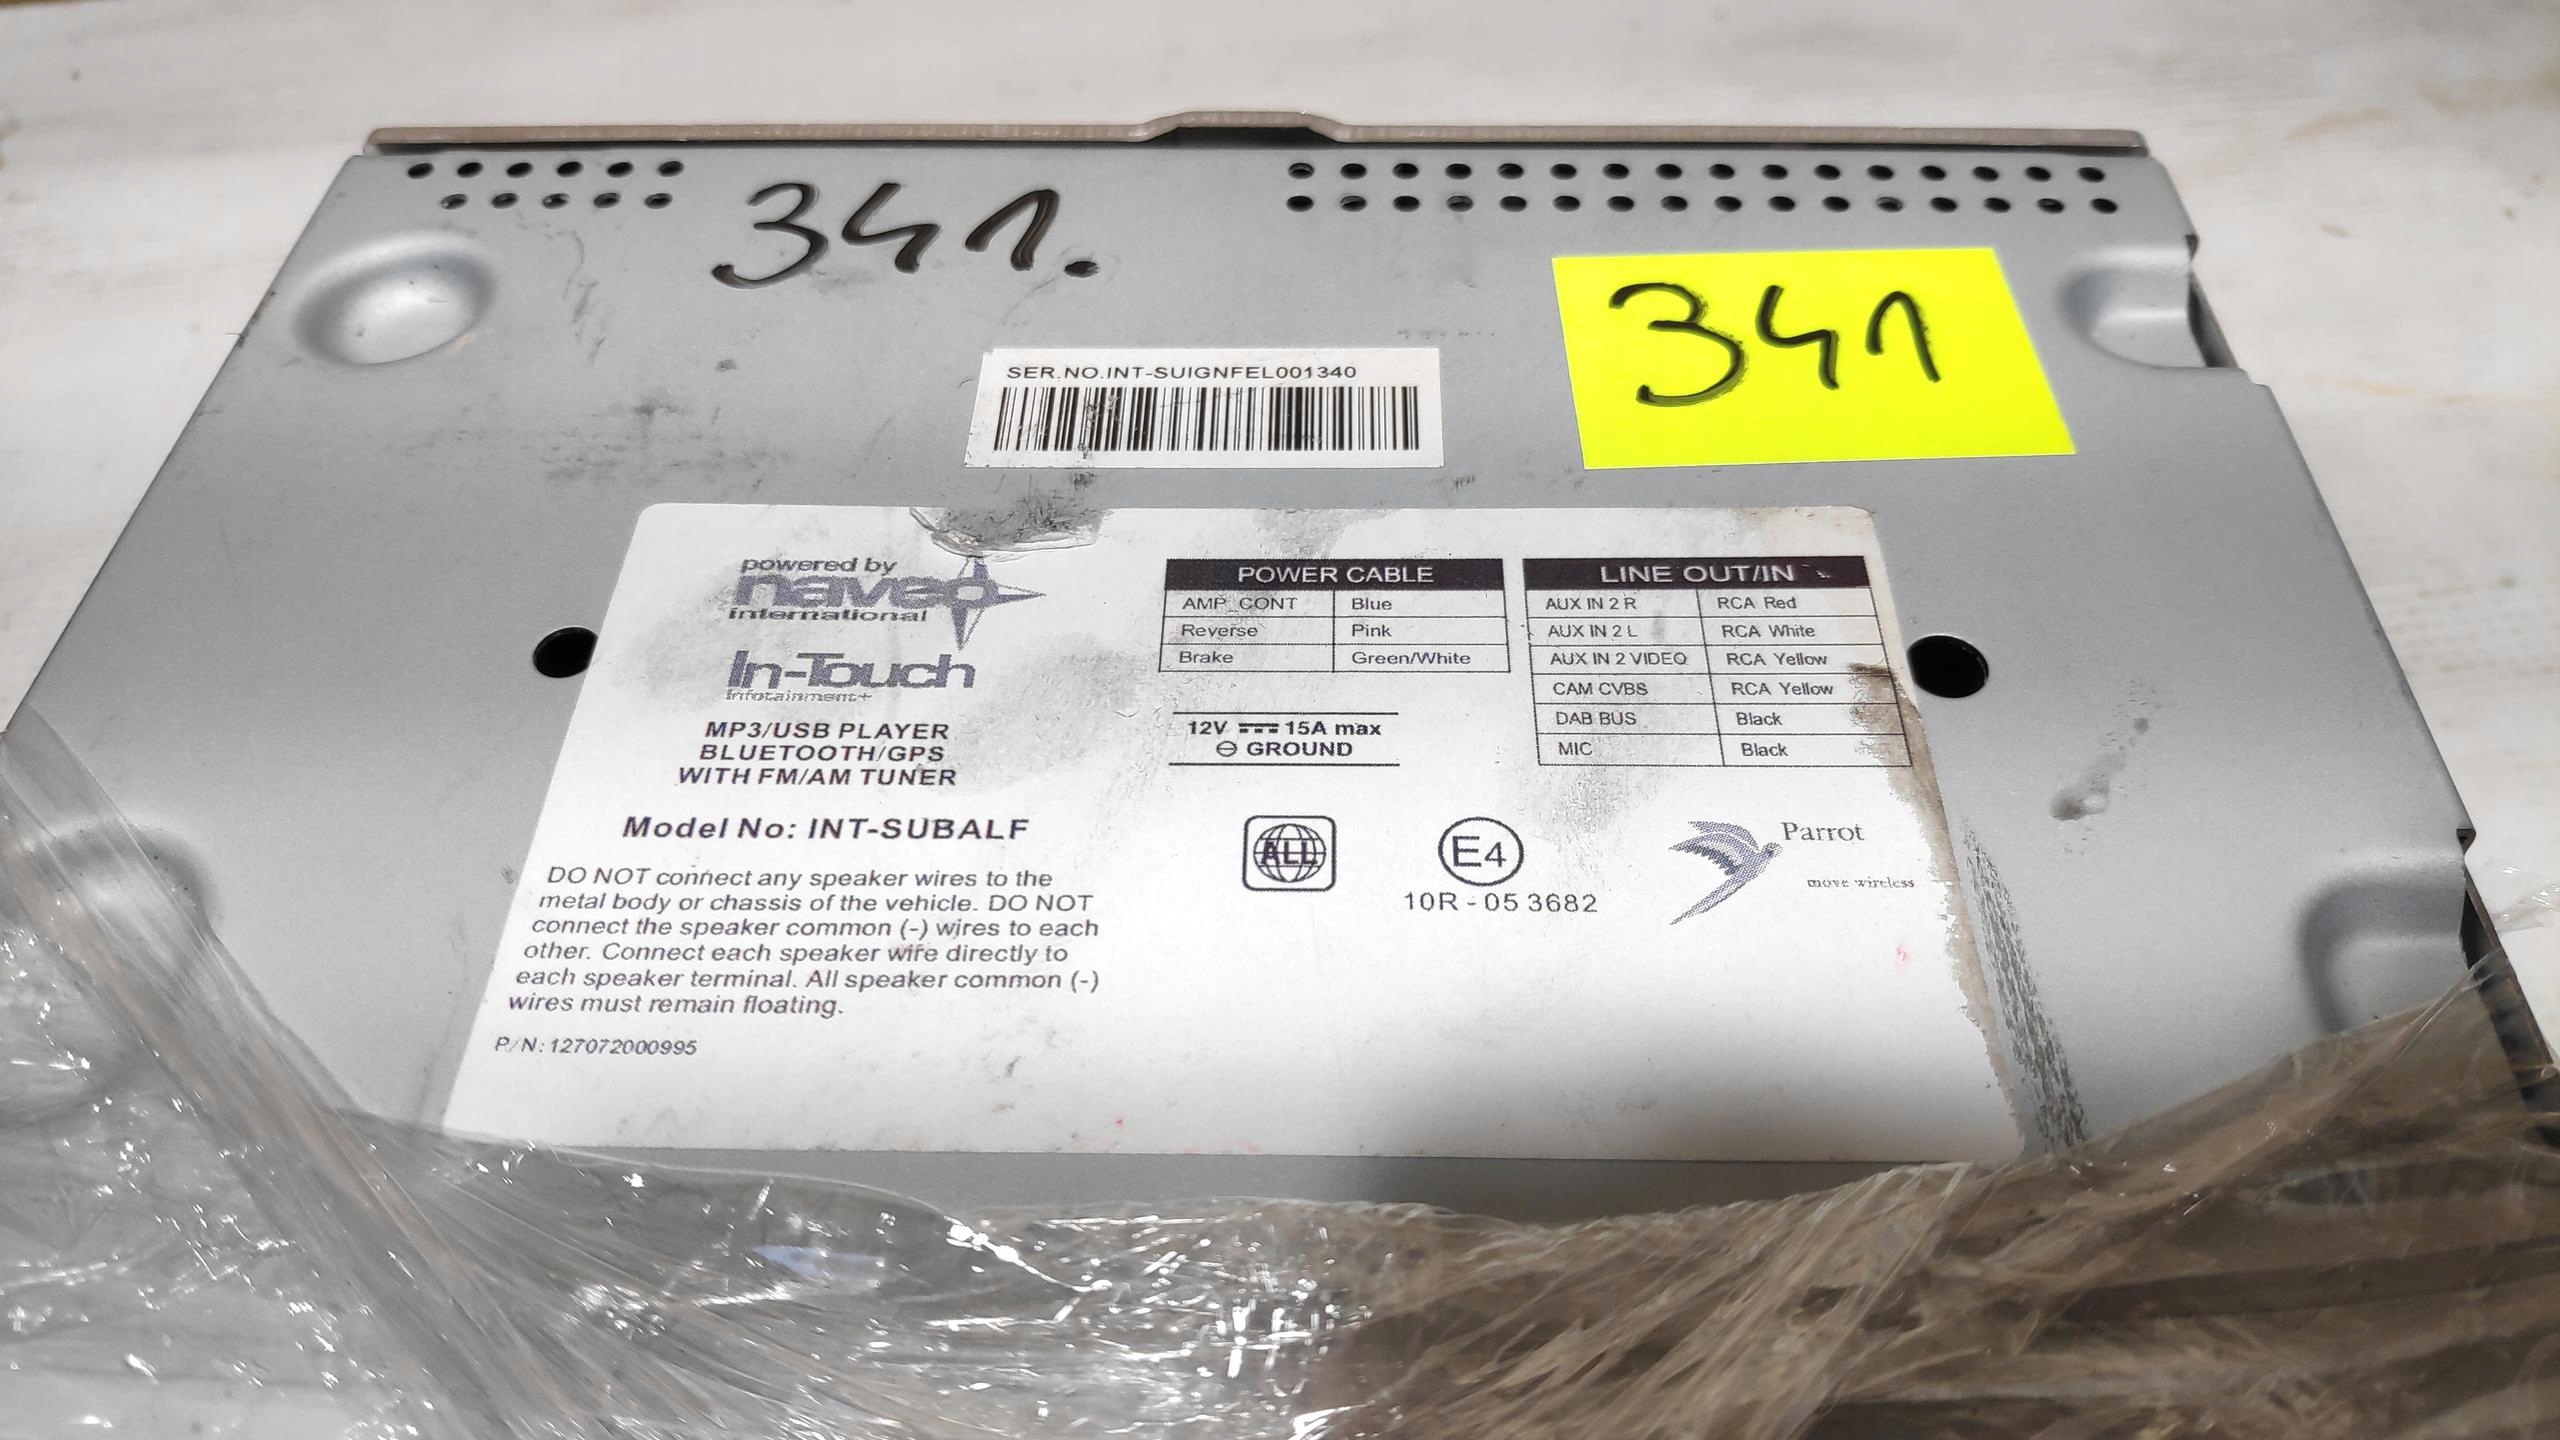 341.
341
SER.NO.INT-SUIGNFEL001340
powered by
naveo
international
In-Touch
Infotainment+
MP3/USB PLAYER
BLUETOOTH/GPS
WITH FM/AM TUNER
Model No: INT-SUBALF
DO NOT connect any speaker wires to the
metal body or chassis of the vehicle. DO NOT
connect the speaker common (-) wires to each
other. Connect each speaker wire directly to
each speaker terminal. All speaker common (-)
wires must remain floating.
P/N:127072000995
POWER CABLE
AMP_CONT Blue
Reverse Pink
Brake Green/White
12V 15A max
GROUND
LINE OUT/IN
AUX IN 2 R RCA Red
AUX IN 2 L RCA White
AUX IN 2 VIDEO RCA Yellow
CAM CVBS RCA Yellow
DAB BUS Black
MIC Black
ALL
E4
10R - 05 3682
Parrot
move wireless